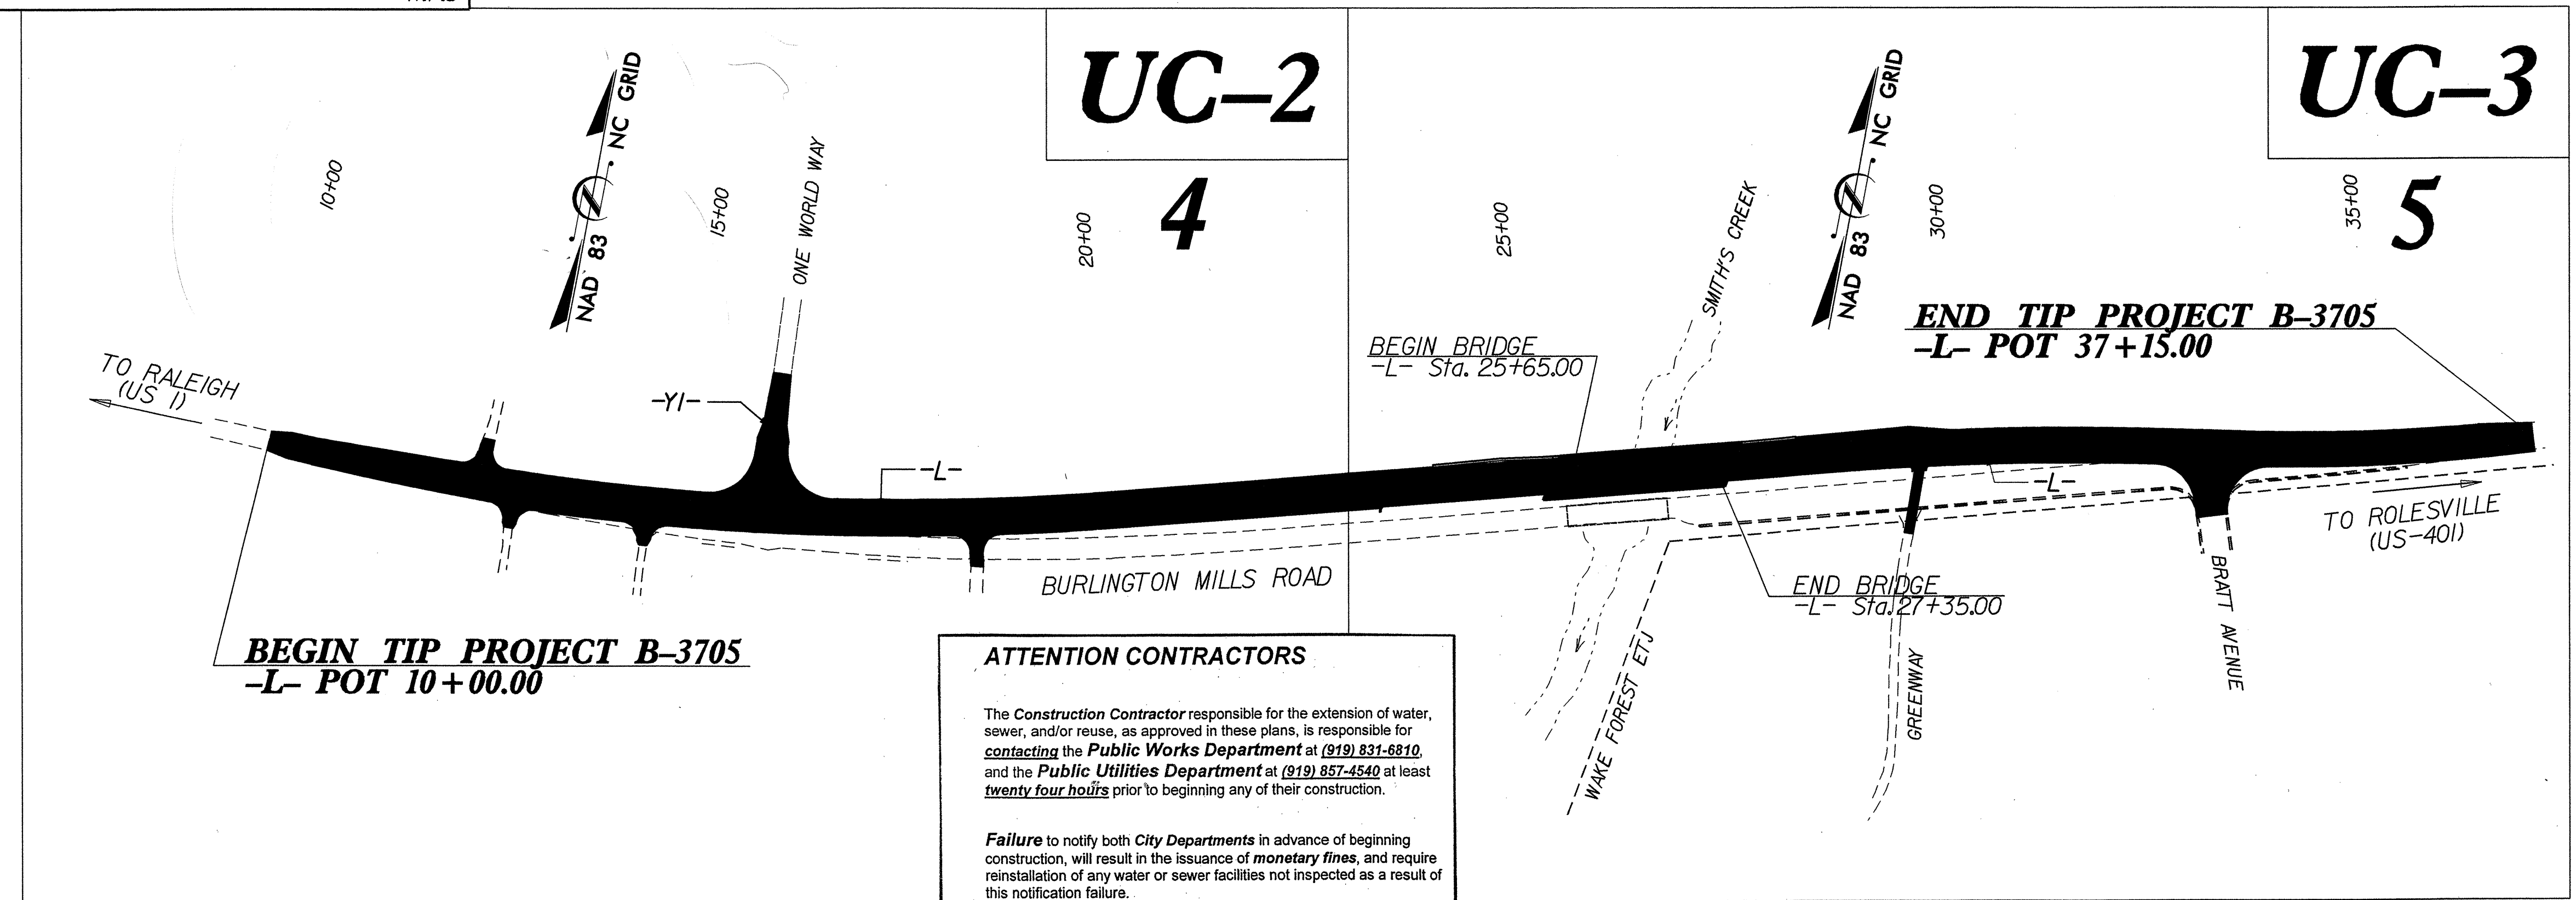 UC–2
UC–3
4
5
NAD 83
NC GRID
NAD 83
NC GRID
10+00
15+00
20+00
25+00
30+00
35+00
ONE WORLD WAY
SMITH'S CREEK
TO RALEIGH
(US 1)
-Y1-
-L-
BEGIN BRIDGE
-L- Sta. 25+65.00
END TIP PROJECT B–3705
–L– POT 37+15.00
-L-
TO ROLESVILLE
(US-401)
BURLINGTON MILLS ROAD
END BRIDGE
-L- Sta. 27+35.00
BRATT AVENUE
GREENWAY
WAKE FOREST ETJ
BEGIN TIP PROJECT B–3705
–L– POT 10+00.00
ATTENTION CONTRACTORS
The Construction Contractor responsible for the extension of water,
sewer, and/or reuse, as approved in these plans, is responsible for
contacting the Public Works Department at (919) 831-6810,
and the Public Utilities Department at (919) 857-4540 at least
twenty four hours prior to beginning any of their construction.
Failure to notify both City Departments in advance of beginning
construction, will result in the issuance of monetary fines, and require
reinstallation of any water or sewer facilities not inspected as a result of
this notification failure.